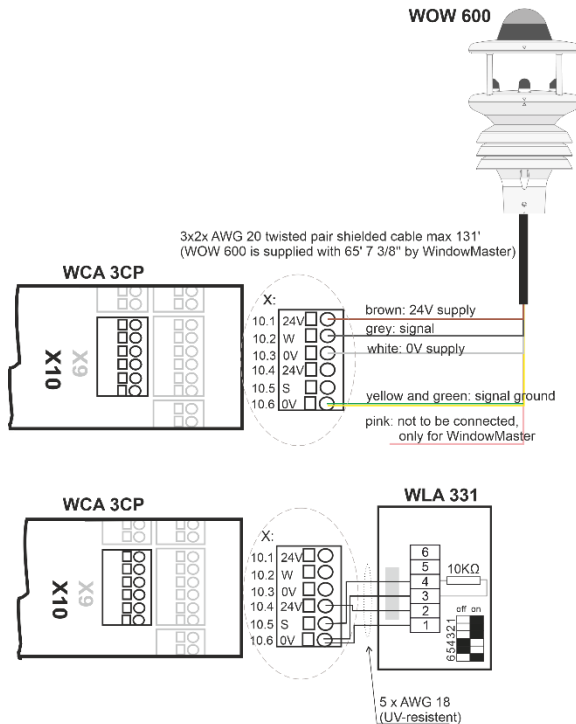 WOW 600
3x2x AWG 20 twisted pair shielded cable max 131'
(WOW 600 is supplied with 65' 7 3/8" by WindowMaster)
WCA 3CP
X10
X9
X:
10.1 24V
10.2 W
10.3 0V
10.4 24V
10.5 S
10.6 0V
brown: 24V supply
grey: signal
white: 0V supply
yellow and green: signal ground
pink: not to be connected,
only for WindowMaster
WCA 3CP
X10
X9
X:
10.1 24V
10.2 W
10.3 0V
10.4 24V
10.5 S
10.6 0V
WLA 331
6
5
4
3
2
1
10KΩ
off on
654321
5 x AWG 18
(UV-resistent)